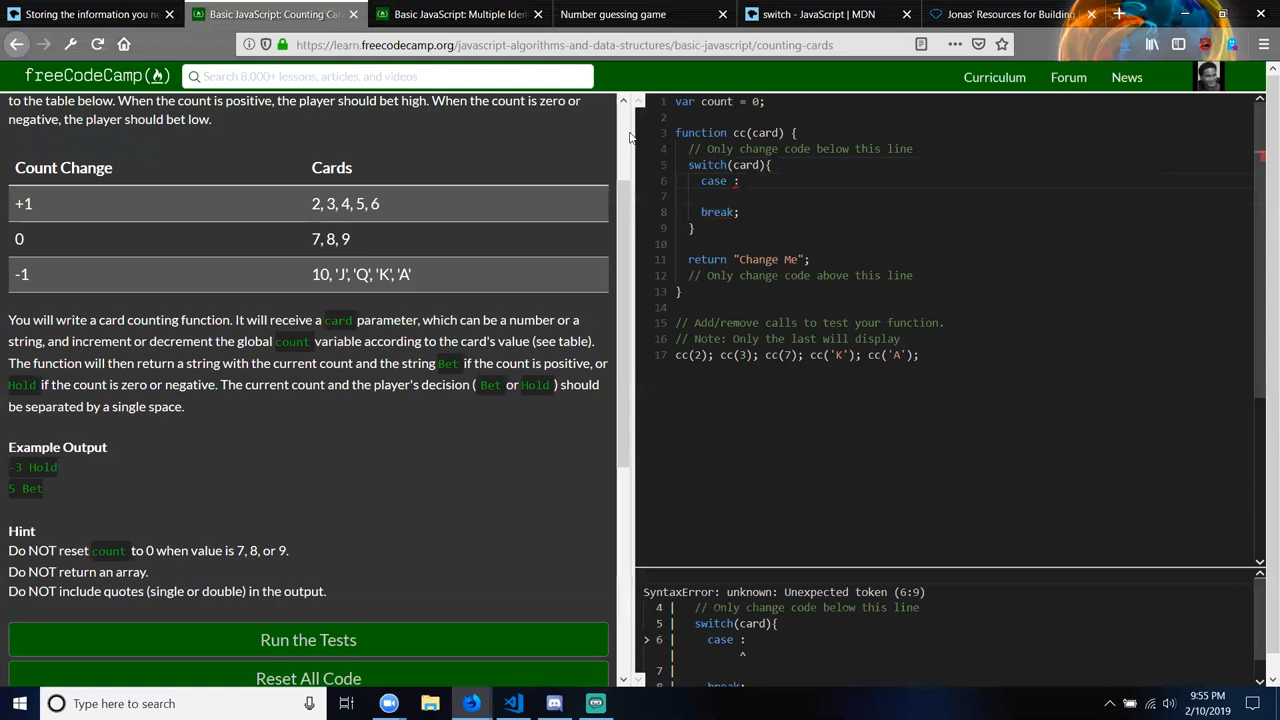 Storing the information you ne
Basic JavaScript: Counting Car
Basic JavaScript: Multiple Iden
Number guessing game
switch - JavaScript | MDN
Jonas' Resources for Building
https://learn.freecodecamp.org/javascript-algorithms-and-data-structures/basic-javascript/counting-cards
freeCodeCamp
Search 8,000+ lessons, articles, and videos
Curriculum
Forum
News
to the table below. When the count is positive, the player should bet high. When the count is zero or
negative, the player should bet low.
Count Change Cards
+1 2, 3, 4, 5, 6
0 7, 8, 9
-1 10, 'J', 'Q', 'K', 'A'
You will write a card counting function. It will receive a card parameter, which can be a number or a
string, and increment or decrement the global count variable according to the card's value (see table).
The function will then return a string with the current count and the string Bet if the count is positive, or
Hold if the count is zero or negative. The current count and the player's decision ( Bet or Hold ) should
be separated by a single space.
Example Output
-3 Hold
5 Bet
Hint
Do NOT reset count to 0 when value is 7, 8, or 9.
Do NOT return an array.
Do NOT include quotes (single or double) in the output.
Run the Tests
Reset All Code
1 var count = 0;
2
3 function cc(card) {
4 // Only change code below this line
5 switch(card){
6 case :
7
8 break;
9 }
10
11 return "Change Me";
12 // Only change code above this line
13 }
14
15 // Add/remove calls to test your function.
16 // Note: Only the last will display
17 cc(2); cc(3); cc(7); cc('K'); cc('A');
SyntaxError: unknown: Unexpected token (6:9)
4 | // Only change code below this line
5 | switch(card){
> 6 | case :
| ^
7 |
8 | break;
Type here to search
9:55 PM
2/10/2019